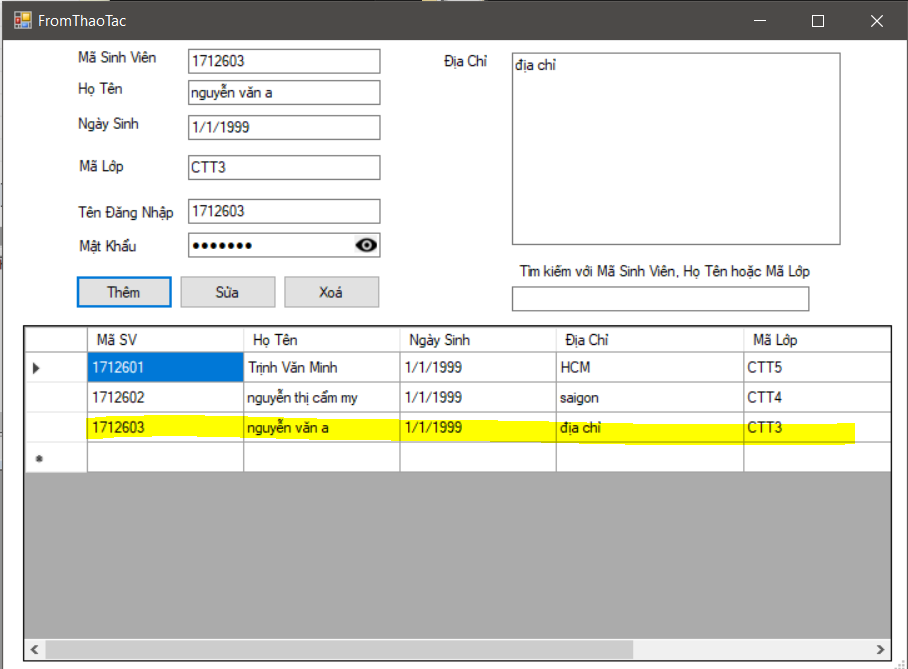 FromThaoTac
Mã Sinh Viên 1712603
Họ Tên nguyễn văn a
Ngày Sinh 1/1/1999
Mã Lớp CTT3
Tên Đăng Nhập 1712603
Mật Khẩu •••••••
Thêm Sửa Xoá
Địa Chỉ địa chỉ
Tìm kiếm với Mã Sinh Viên, Họ Tên hoặc Mã Lớp
Mã SV Họ Tên Ngày Sinh Địa Chỉ Mã Lớp
1712601 Trịnh Văn Minh 1/1/1999 HCM CTT5
1712602 nguyễn thị cẩm my 1/1/1999 saigon CTT4
1712603 nguyễn văn a 1/1/1999 địa chỉ CTT3